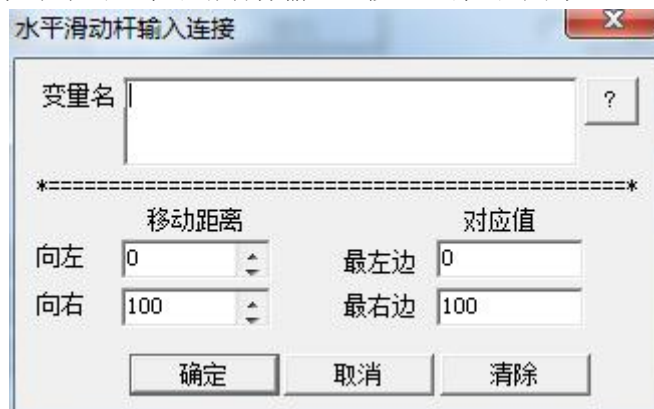 水平滑动杆输入连接
变量名 ?
*================================================*
移动距离 对应值
向左 0 最左边 0
向右 100 最右边 100
确定 取消 清除